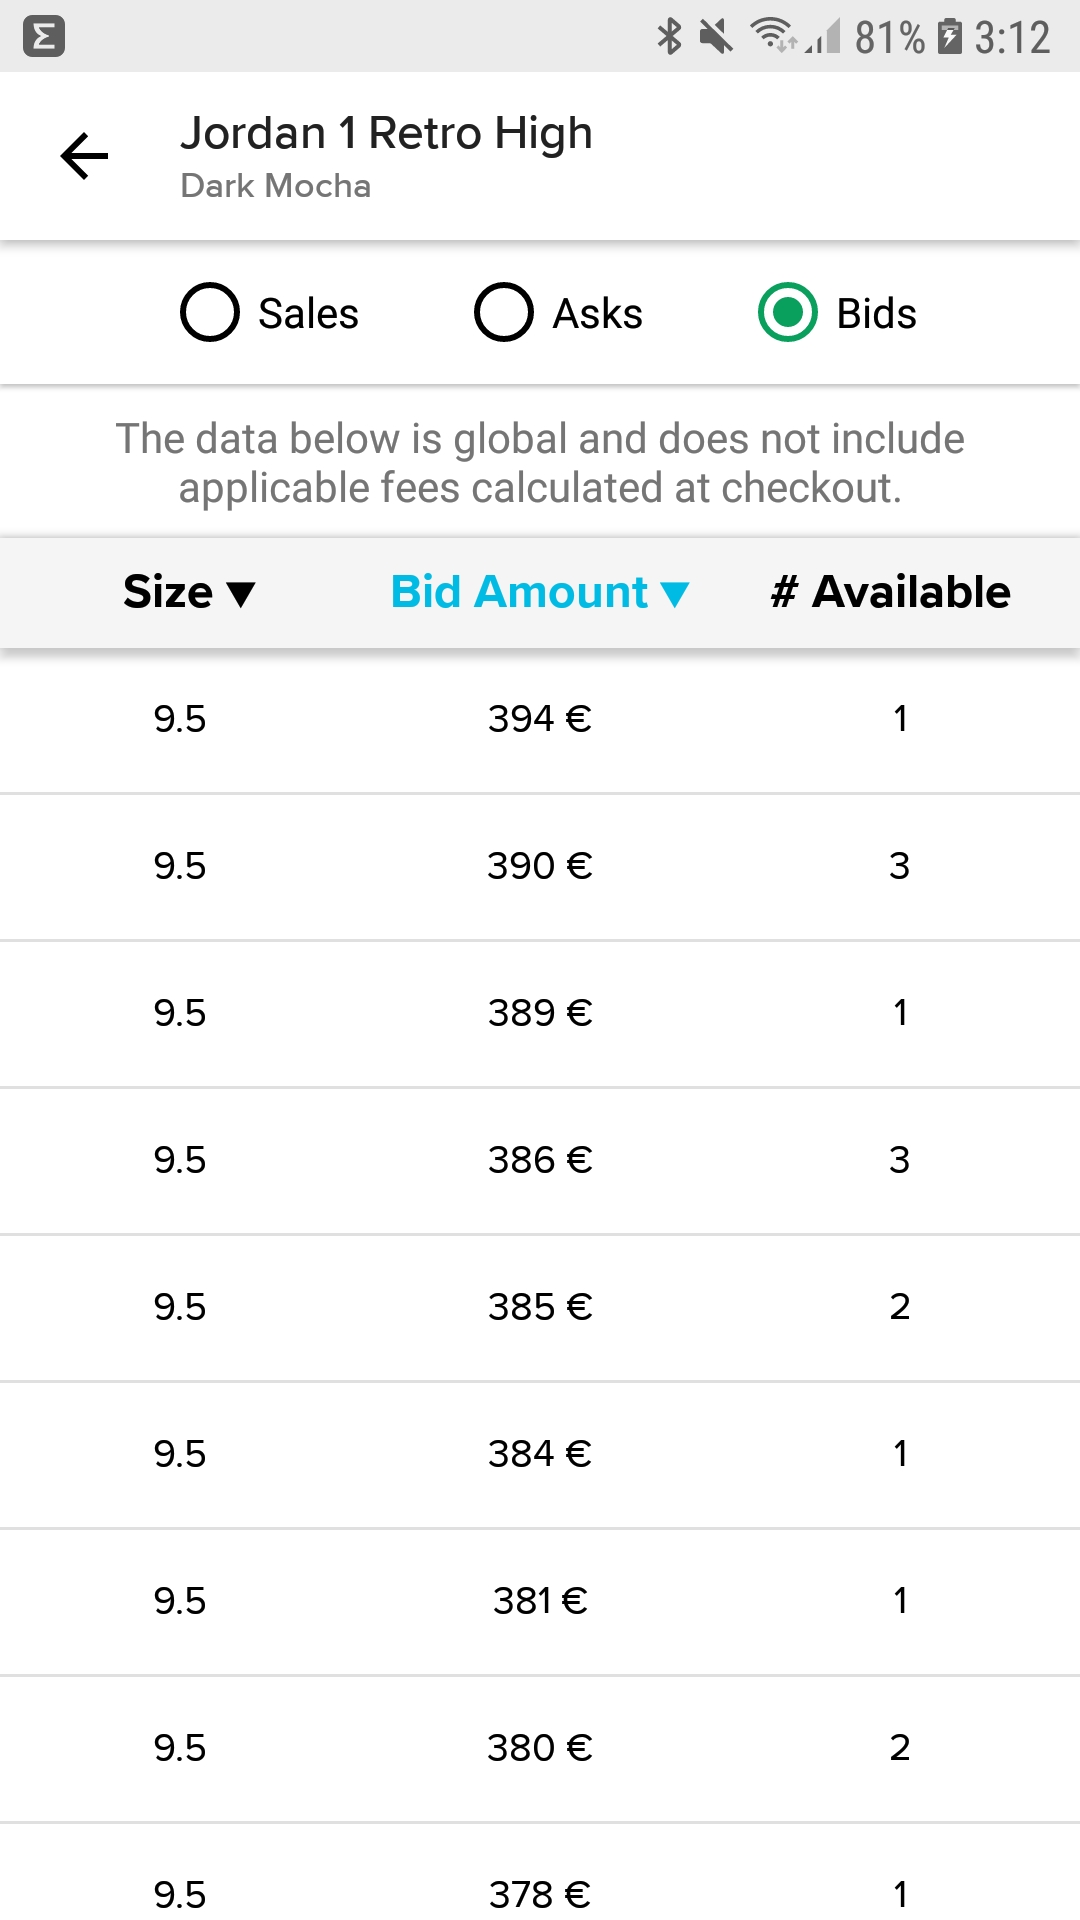 81% 3:12
Jordan 1 Retro High
Dark Mocha
Sales Asks Bids
The data below is global and does not include
applicable fees calculated at checkout.
Size ▼ Bid Amount ▼ # Available
9.5 394 € 1
9.5 390 € 3
9.5 389 € 1
9.5 386 € 3
9.5 385 € 2
9.5 384 € 1
9.5 381 € 1
9.5 380 € 2
9.5 378 € 1